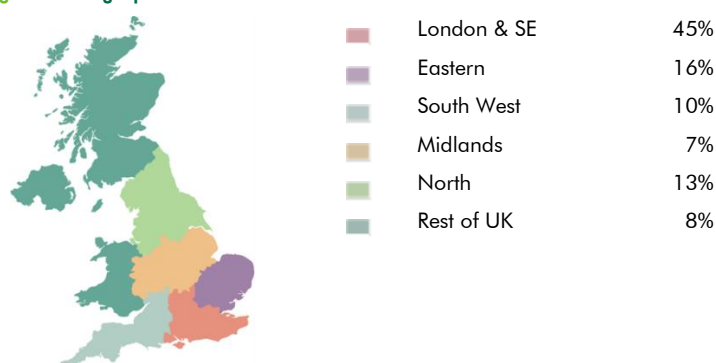 London & SE 45%
Eastern 16%
South West 10%
Midlands 7%
North 13%
Rest of UK 8%